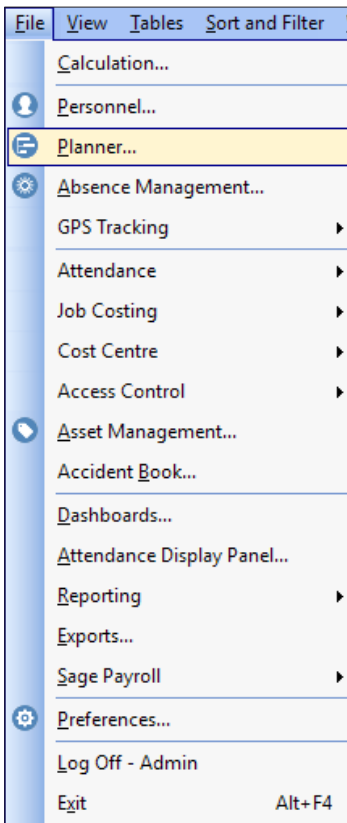 File View Tables Sort and Filter
Calculation...
Personnel...
Planner...
Absence Management...
GPS Tracking
Attendance
Job Costing
Cost Centre
Access Control
Asset Management...
Accident Book...
Dashboards...
Attendance Display Panel...
Reporting
Exports...
Sage Payroll
Preferences...
Log Off - Admin
Exit Alt+F4